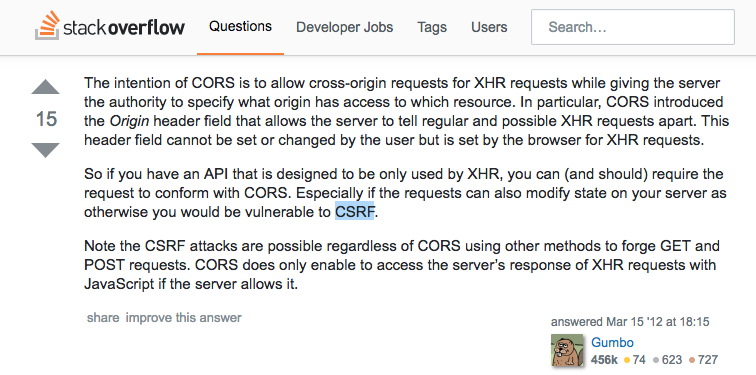 stackoverflow Questions Developer Jobs Tags Users Search...
The intention of CORS is to allow cross-origin requests for XHR requests while giving the server
the authority to specify what origin has access to which resource. In particular, CORS introduced
15 the Origin header field that allows the server to tell regular and possible XHR requests apart. This
header field cannot be set or changed by the user but is set by the browser for XHR requests.
So if you have an API that is designed to be only used by XHR, you can (and should) require the
request to conform with CORS. Especially if the requests can also modify state on your server as
otherwise you would be vulnerable to CSRF.
Note the CSRF attacks are possible regardless of CORS using other methods to forge GET and
POST requests. CORS does only enable to access the server's response of XHR requests with
JavaScript if the server allows it.
share improve this answer
answered Mar 15 '12 at 18:15
Gumbo
456k ●74 ●623 ●727